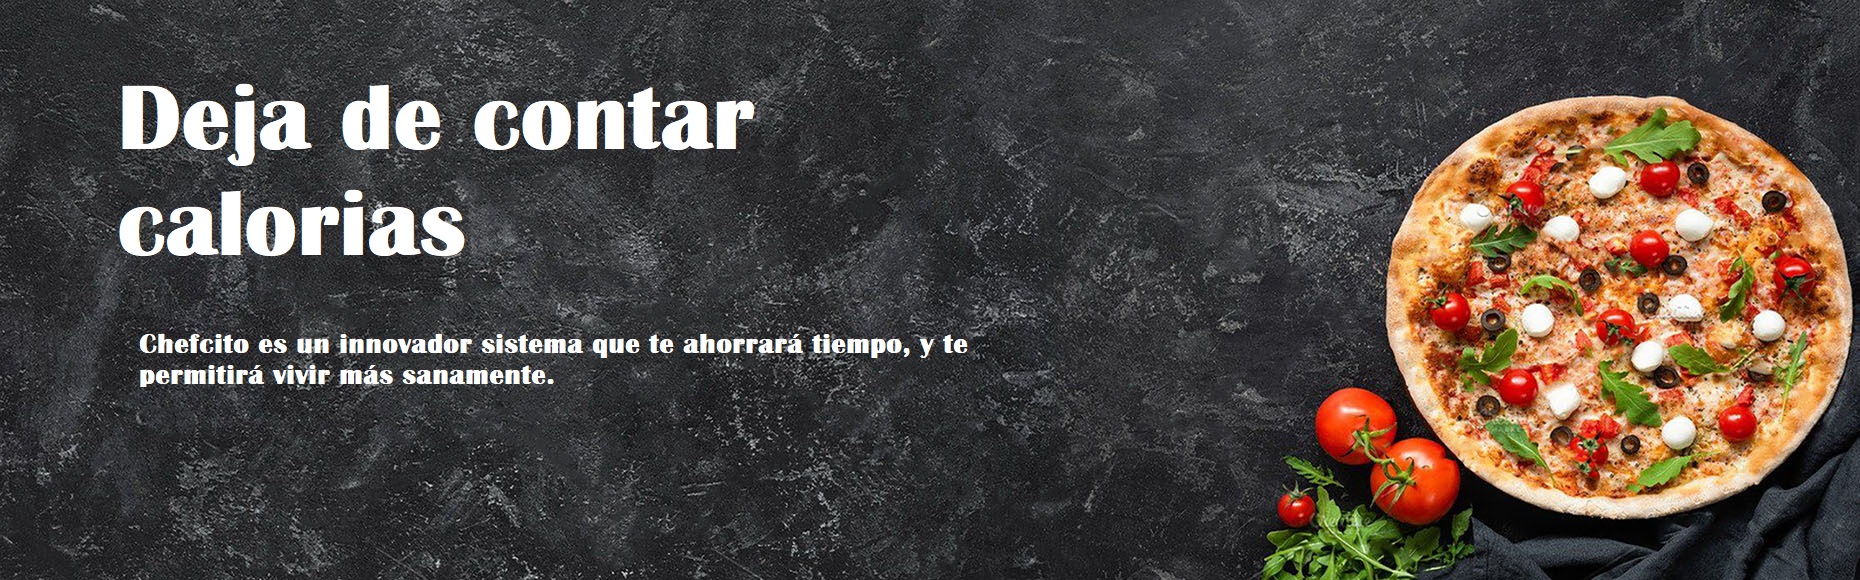 Deja de contar
calorias
Chefcito es un innovador sistema que te ahorrará tiempo, y te
permitirá vivir más sanamente.